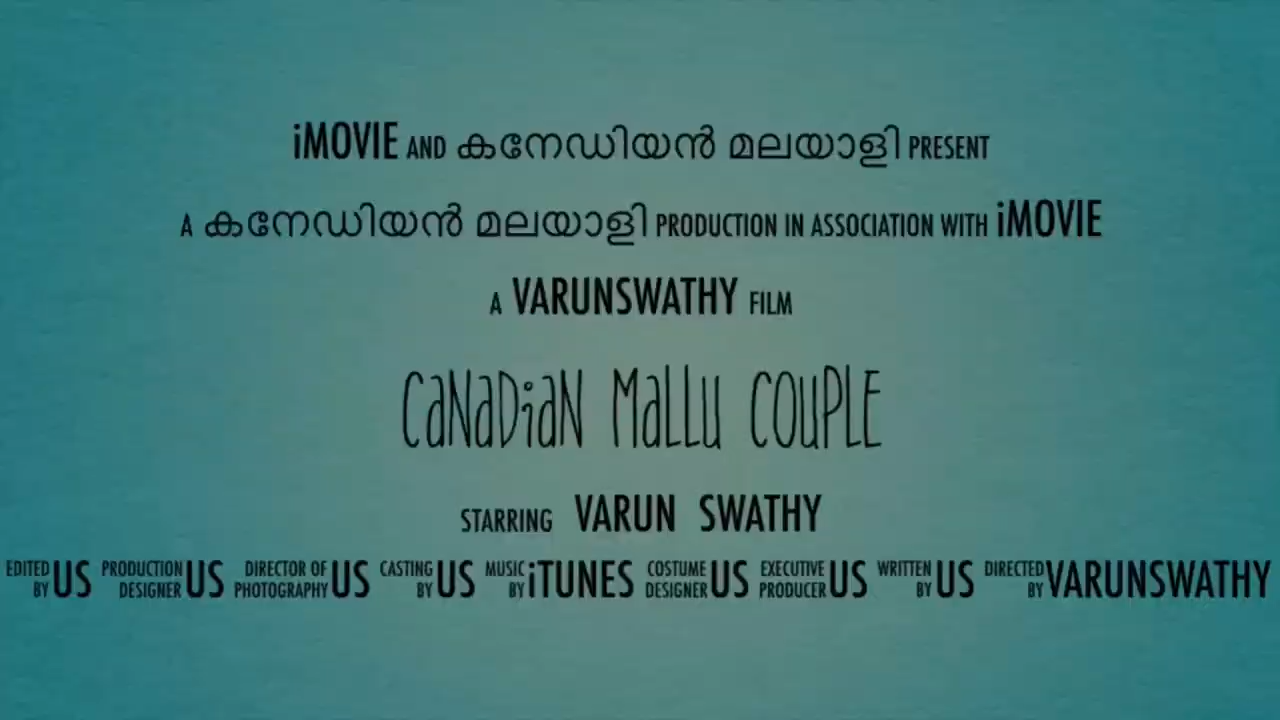 iMOVIE AND കനേഡിയൻ മലയാളി PRESENT
A കനേഡിയൻ മലയാളി PRODUCTION IN ASSOCIATION WITH iMOVIE
A VARUNSWATHY FILM
CaNaDiaN MaLLu COuPLE
STARRING VARUN SWATHY
EDITED BY US PRODUCTION DESIGNER US DIRECTOR OF PHOTOGRAPHY US CASTING BY US MUSIC BY iTUNES COSTUME DESIGNER US EXECUTIVE PRODUCER US WRITTEN BY US DIRECTED BY VARUNSWATHY